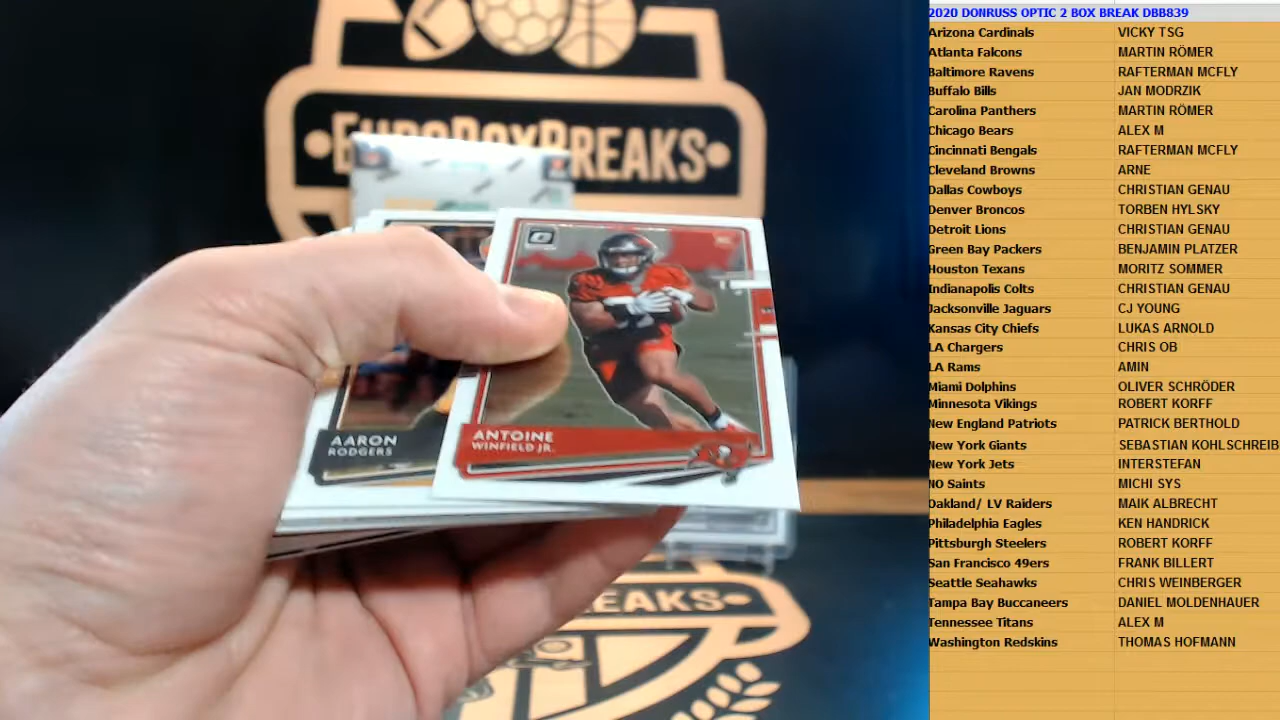 EUROBOXBREAKS
AARON
RODGERS
ANTOINE
WINFIELD JR.
REAKS
2020 DONRUSS OPTIC 2 BOX BREAK DBB839
Arizona Cardinals VICKY TSG
Atlanta Falcons MARTIN RÖMER
Baltimore Ravens RAFTERMAN MCFLY
Buffalo Bills JAN MODRZIK
Carolina Panthers MARTIN RÖMER
Chicago Bears ALEX M
Cincinnati Bengals RAFTERMAN MCFLY
Cleveland Browns ARNE
Dallas Cowboys CHRISTIAN GENAU
Denver Broncos TORBEN HYLSKY
Detroit Lions CHRISTIAN GENAU
Green Bay Packers BENJAMIN PLATZER
Houston Texans MORITZ SOMMER
Indianapolis Colts CHRISTIAN GENAU
Jacksonville Jaguars CJ YOUNG
Kansas City Chiefs LUKAS ARNOLD
LA Chargers CHRIS OB
LA Rams AMIN
Miami Dolphins OLIVER SCHRÖDER
Minnesota Vikings ROBERT KORFF
New England Patriots PATRICK BERTHOLD
New York Giants SEBASTIAN KOHLSCHREIB
New York Jets INTERSTEFAN
NO Saints MICHI SYS
Oakland/ LV Raiders MAIK ALBRECHT
Philadelphia Eagles KEN HANDRICK
Pittsburgh Steelers ROBERT KORFF
San Francisco 49ers FRANK BILLERT
Seattle Seahawks CHRIS WEINBERGER
Tampa Bay Buccaneers DANIEL MOLDENHAUER
Tennessee Titans ALEX M
Washington Redskins THOMAS HOFMANN